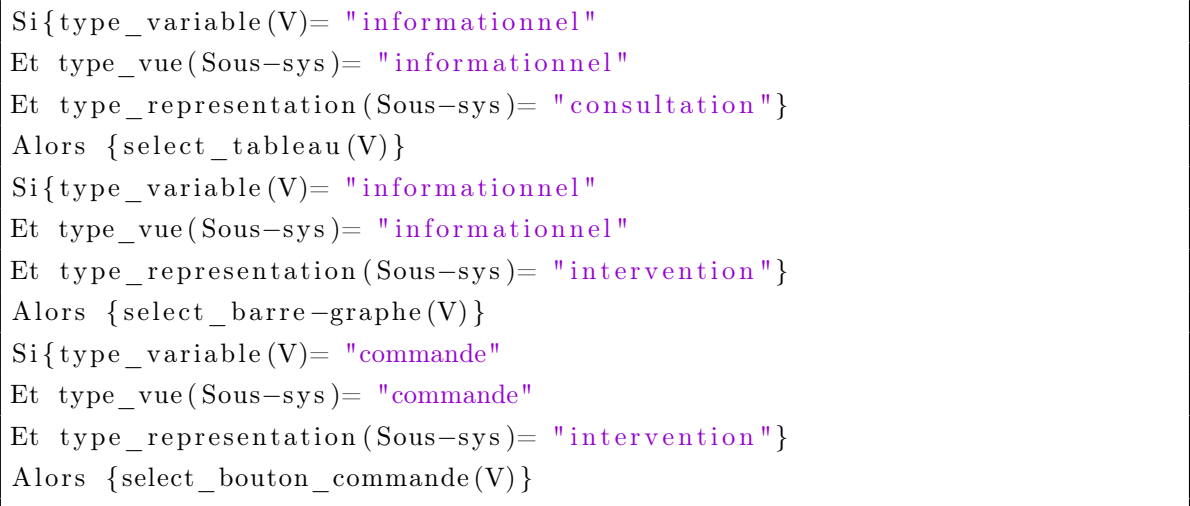 Si{type_variable(V)= "informationnel"
Et type_vue(Sous−sys)= "informationnel"
Et type_representation(Sous−sys)= "consultation"}
Alors {select_tableau(V)}
Si{type_variable(V)= "informationnel"
Et type_vue(Sous−sys)= "informationnel"
Et type_representation(Sous−sys)= "intervention"}
Alors {select_barre−graphe(V)}
Si{type_variable(V)= "commande"
Et type_vue(Sous−sys)= "commande"
Et type_representation(Sous−sys)= "intervention"}
Alors {select_bouton_commande(V)}